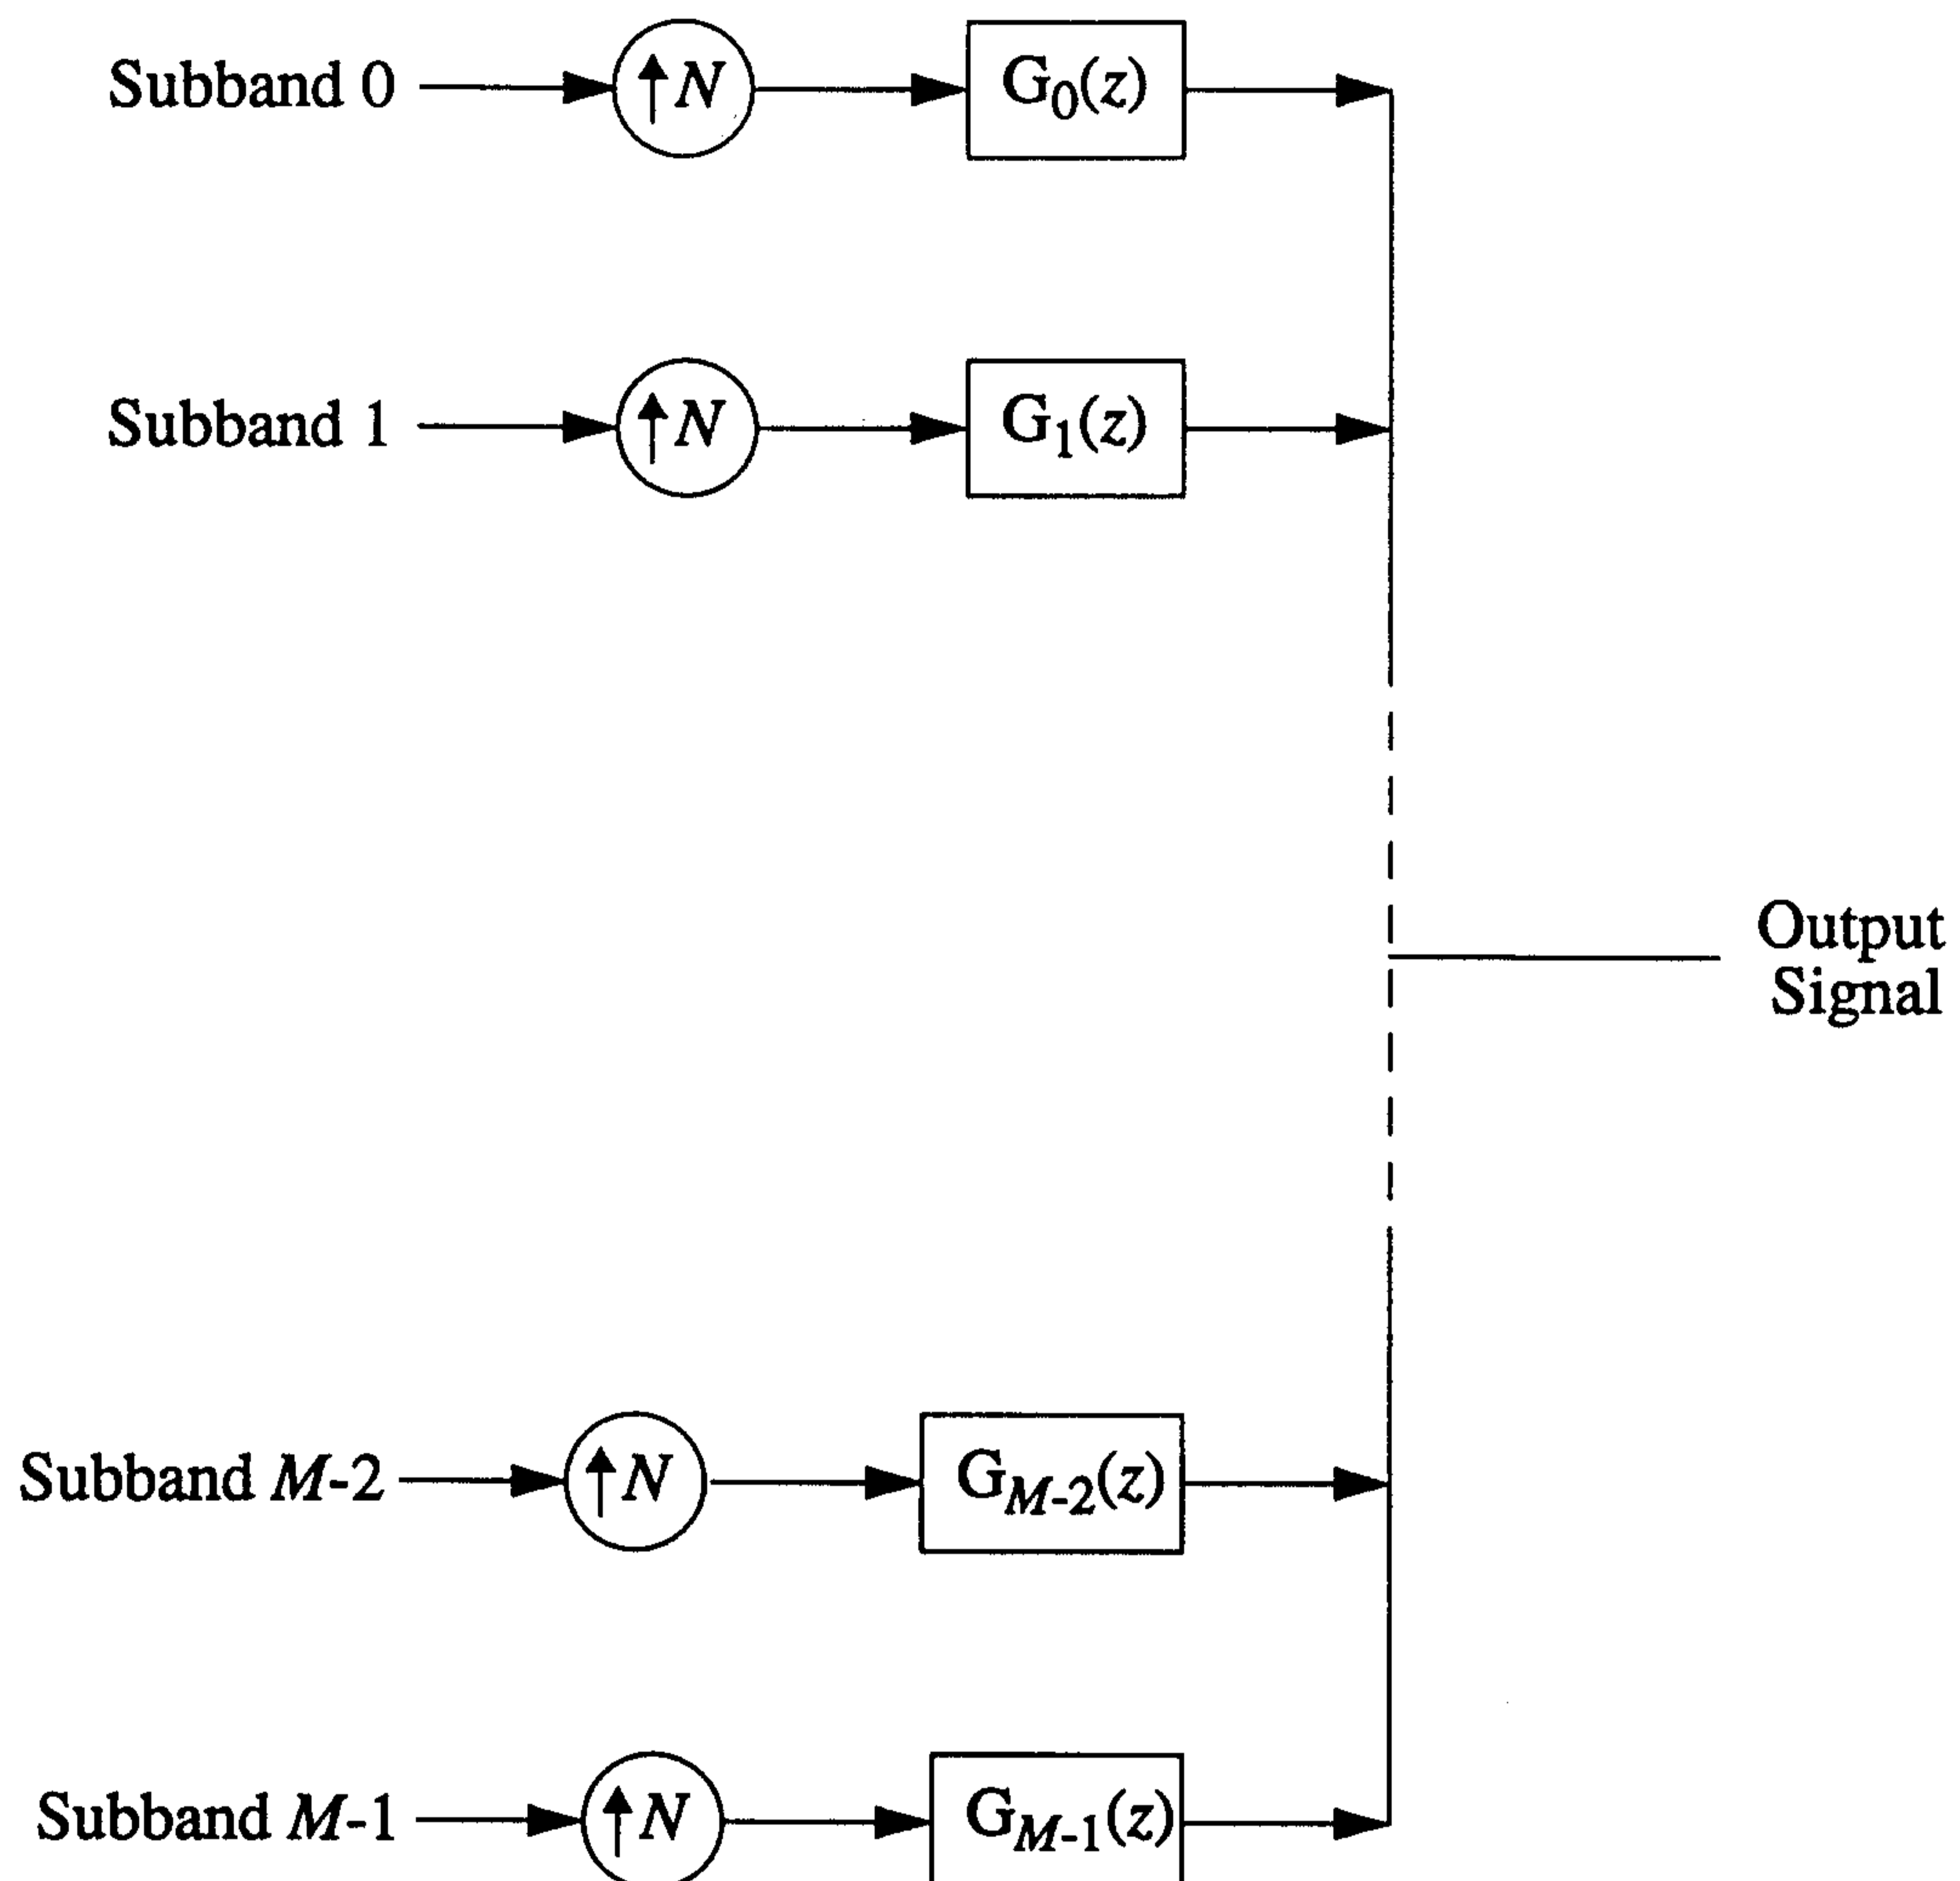 Subband 0 ↑N G0(z)
Subband 1 ↑N G1(z)
Output
Signal
Subband M-2 ↑N GM-2(z)
Subband M-1 ↑N GM-1(z)